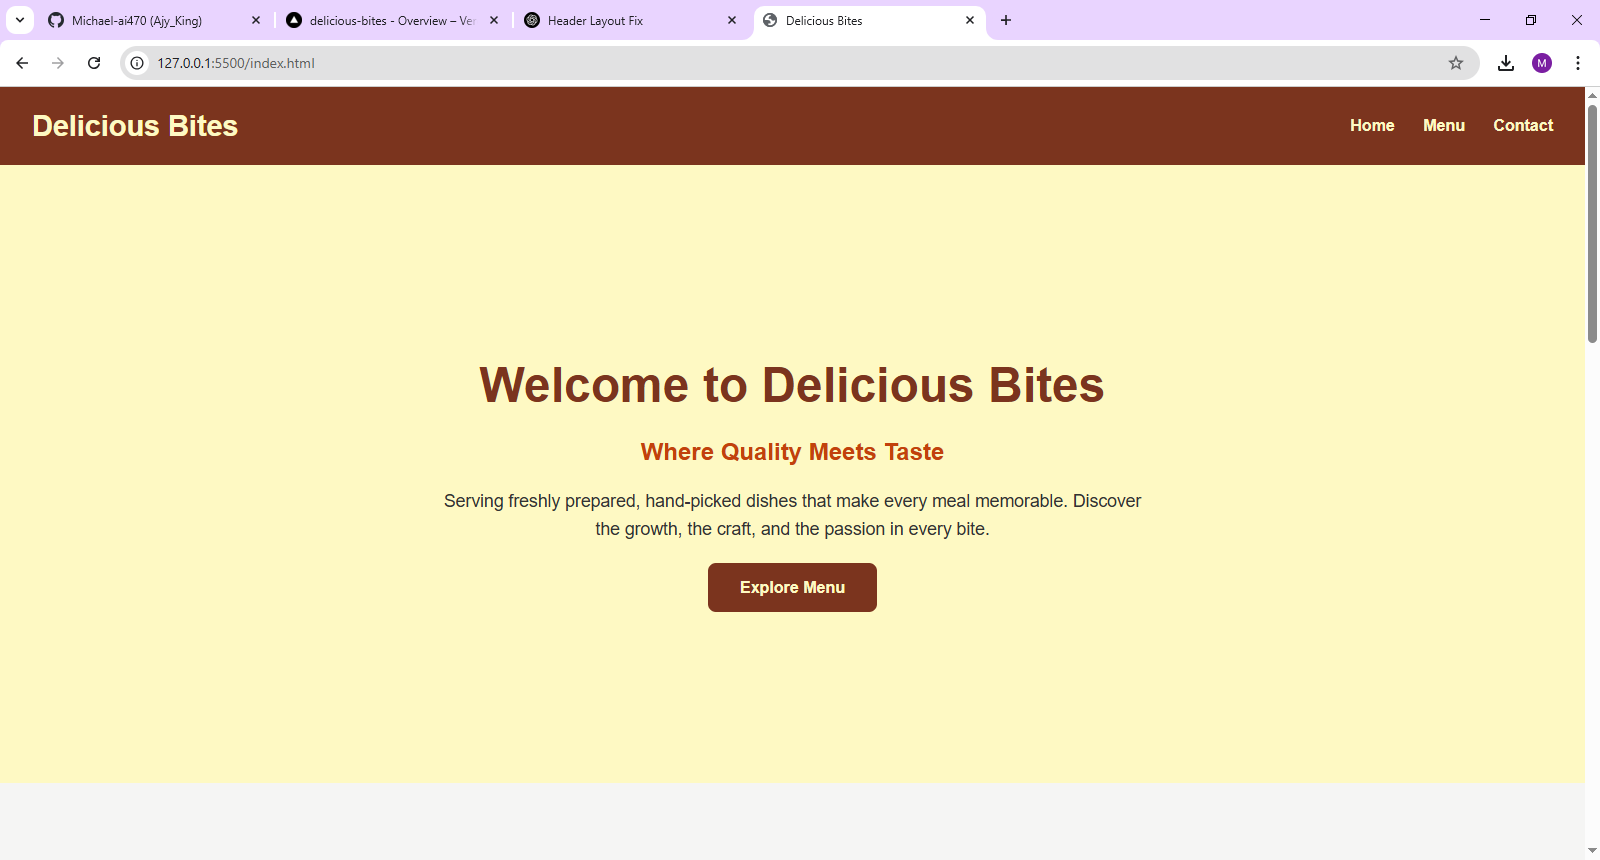 Michael-ai470 (Ajy_King)
delicious-bites - Overview – Ver
Header Layout Fix
Delicious Bites
127.0.0.1:5500/index.html
M
Delicious Bites
Home
Menu
Contact
Welcome to Delicious Bites
Where Quality Meets Taste
Serving freshly prepared, hand-picked dishes that make every meal memorable. Discover
the growth, the craft, and the passion in every bite.
Explore Menu